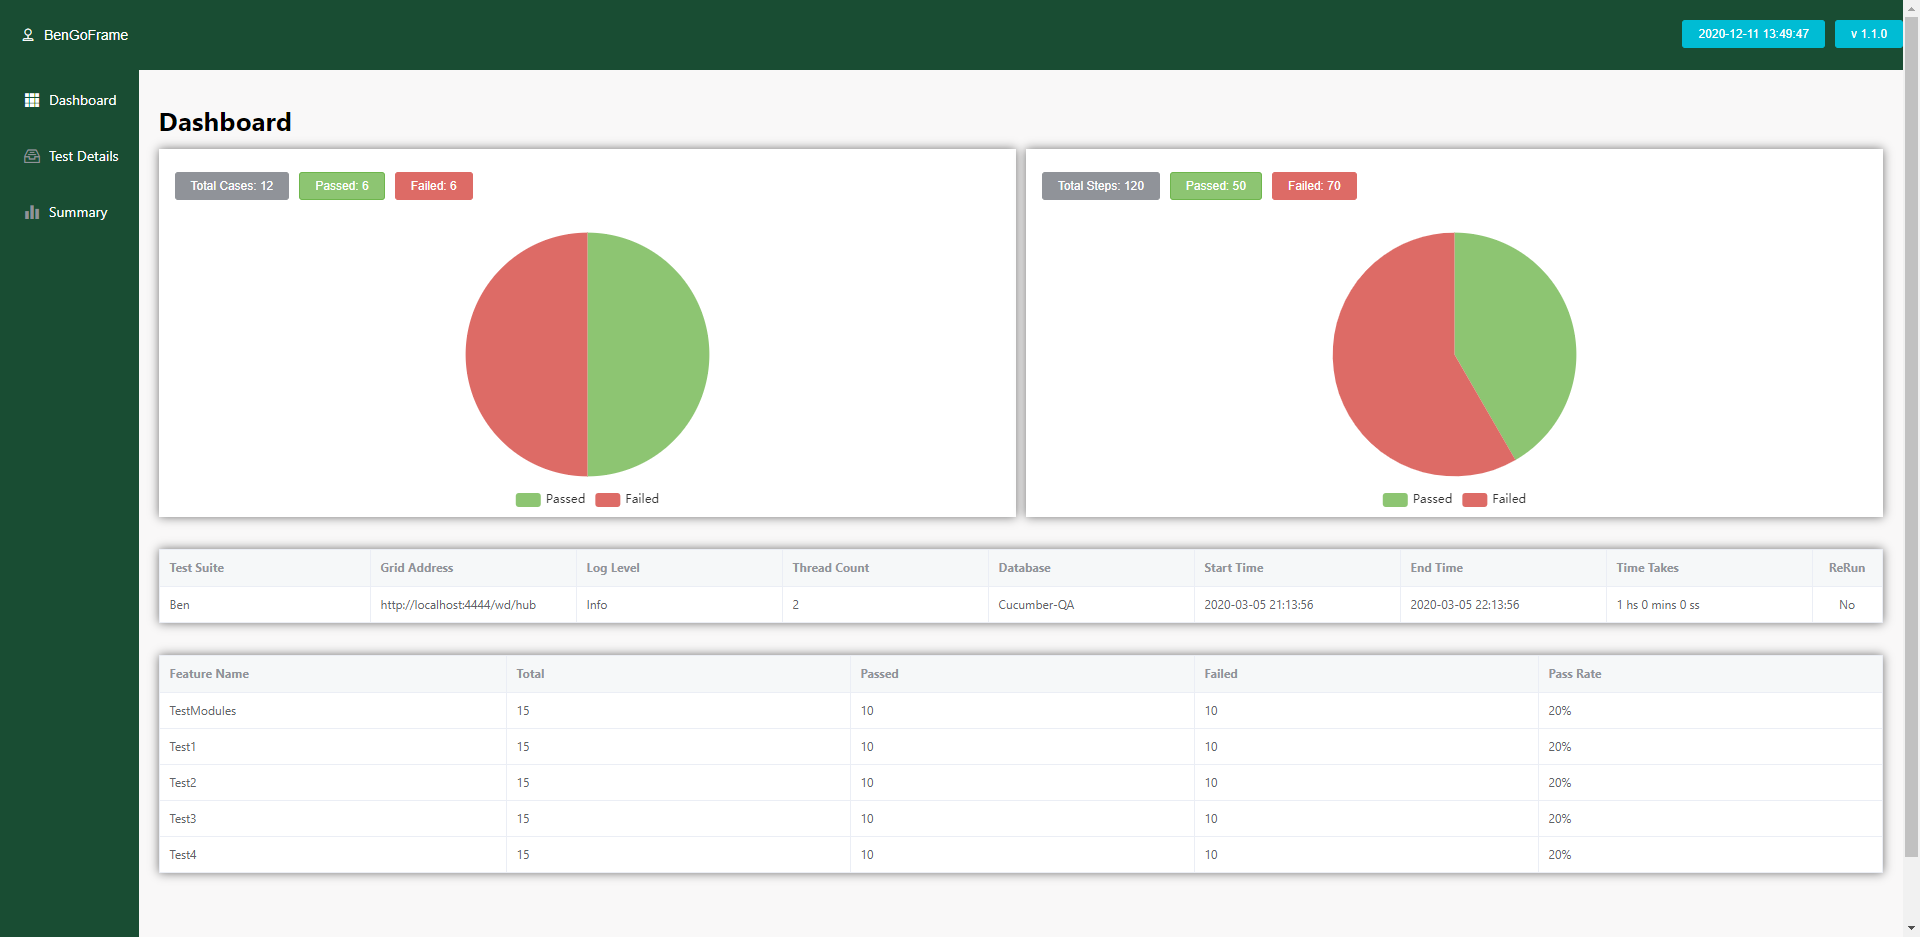 BenGoFrame
2020-12-11 13:49:47 v 1.1.0
Dashboard
Test Details
Summary
Dashboard
Total Cases: 12 Passed: 6 Failed: 6
Passed Failed
Total Steps: 120 Passed: 50 Failed: 70
Passed Failed
Test Suite Grid Address Log Level Thread Count Database Start Time End Time Time Takes ReRun
Ben http://localhost:4444/wd/hub Info 2 Cucumber-QA 2020-03-05 21:13:56 2020-03-05 22:13:56 1 hs 0 mins 0 ss No
Feature Name Total Passed Failed Pass Rate
TestModules 15 10 10 20%
Test1 15 10 10 20%
Test2 15 10 10 20%
Test3 15 10 10 20%
Test4 15 10 10 20%